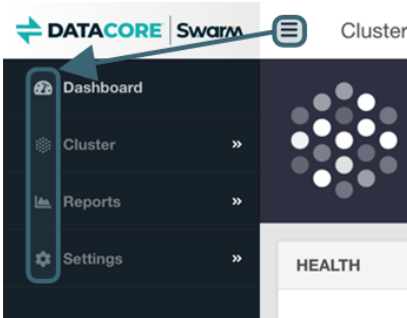 DATACORE Swarm
Cluster
Dashboard
Cluster »
Reports »
Settings »
HEALTH